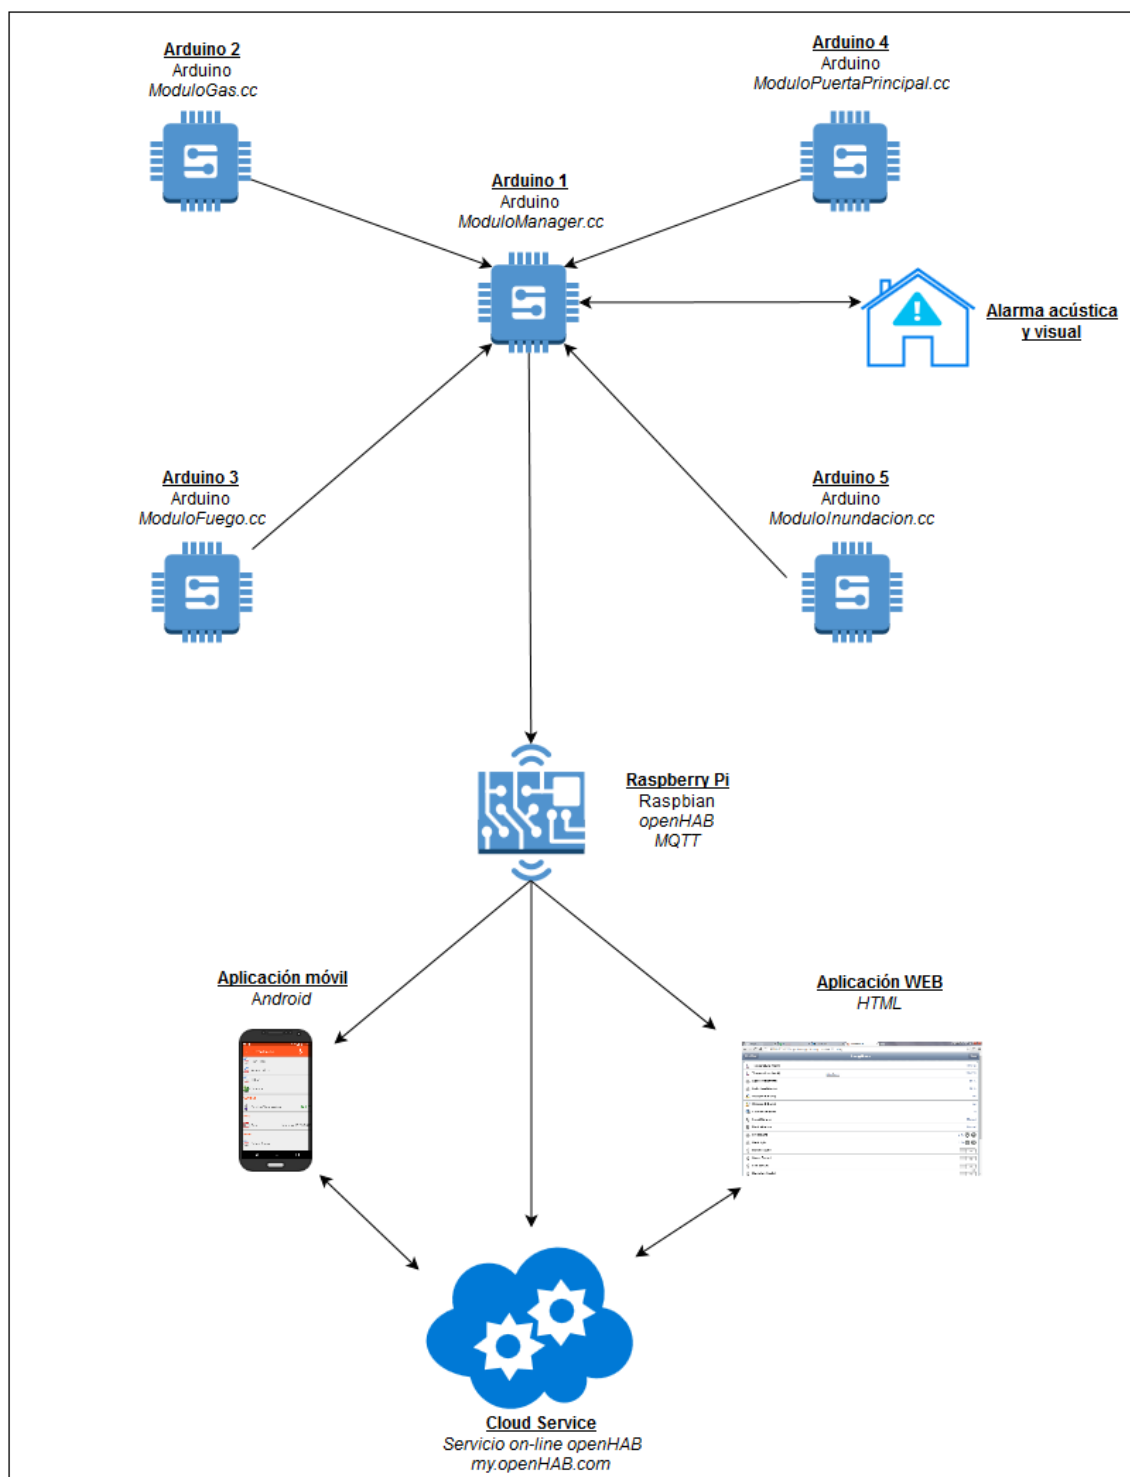 Arduino 2
Arduino
ModuloGas.cc
Arduino 4
Arduino
ModuloPuertaPrincipal.cc
Arduino 1
Arduino
ModuloManager.cc
Alarma acústica
y visual
Arduino 3
Arduino
ModuloFuego.cc
Arduino 5
Arduino
ModuloInundacion.cc
Raspberry Pi
Raspbian
openHAB
MQTT
Aplicación móvil
Android
Aplicación WEB
HTML
Cloud Service
Servicio on-line openHAB
my.openHAB.com